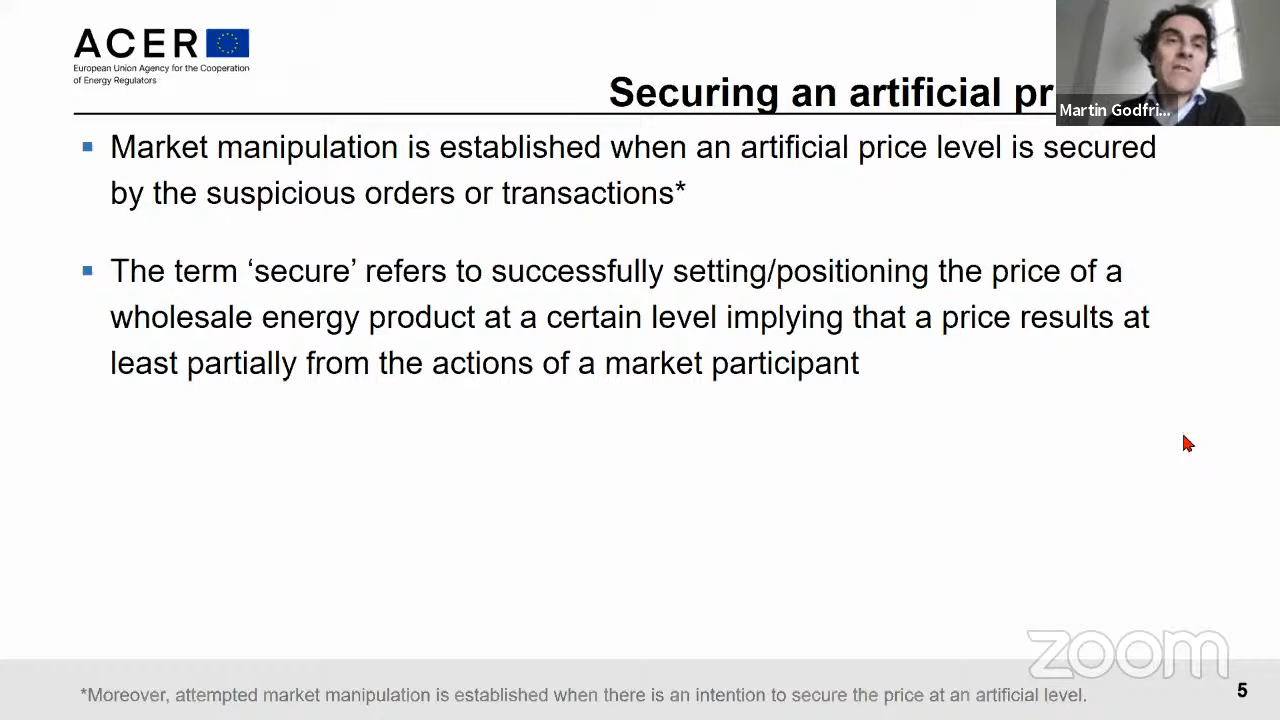 ACER
European Union Agency for the Cooperation
of Energy Regulators
Securing an artificial pr
Martin Godfri...
▪ Market manipulation is established when an artificial price level is secured
by the suspicious orders or transactions*
▪ The term ‘secure’ refers to successfully setting/positioning the price of a
wholesale energy product at a certain level implying that a price results at
least partially from the actions of a market participant
zoom
*Moreover, attempted market manipulation is established when there is an intention to secure the price at an artificial level.
5